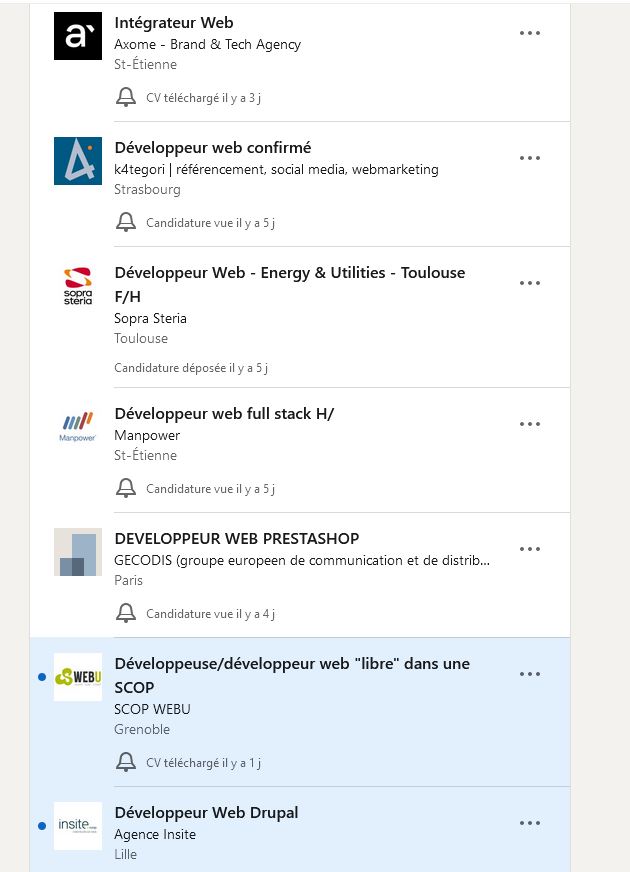 a`
Intégrateur Web
Axome - Brand & Tech Agency
St-Étienne
CV téléchargé il y a 3 j
Développeur web confirmé
k4tegori | référencement, social media, webmarketing
Strasbourg
Candidature vue il y a 5 j
sopra
steria
Développeur Web - Energy & Utilities - Toulouse
F/H
Sopra Steria
Toulouse
Candidature déposée il y a 5 j
Manpower
Développeur web full stack H/
Manpower
St-Étienne
Candidature vue il y a 5 j
DEVELOPPEUR WEB PRESTASHOP
GECODIS (groupe europeen de communication et de distrib...
Paris
Candidature vue il y a 4 j
WEBU
Développeuse/développeur web "libre" dans une
SCOP
SCOP WEBU
Grenoble
CV téléchargé il y a 1 j
insite
Développeur Web Drupal
Agence Insite
Lille